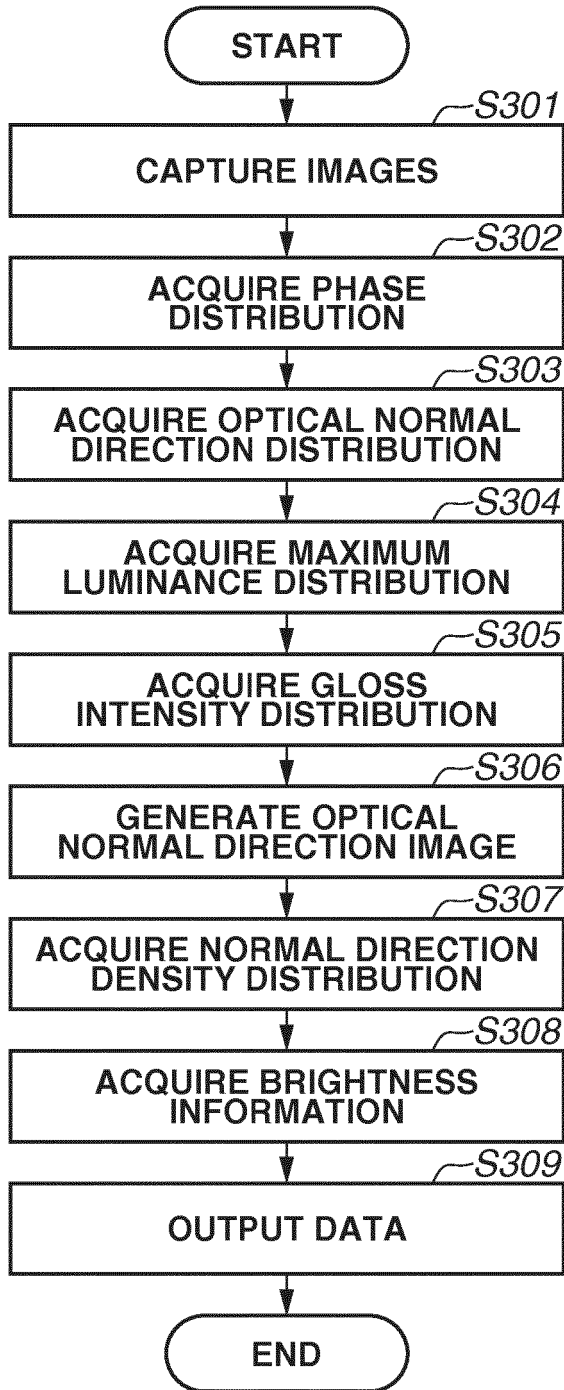 START
S301
CAPTURE IMAGES
S302
ACQUIRE PHASE
DISTRIBUTION
S303
ACQUIRE OPTICAL NORMAL
DIRECTION DISTRIBUTION
S304
ACQUIRE MAXIMUM
LUMINANCE DISTRIBUTION
S305
ACQUIRE GLOSS
INTENSITY DISTRIBUTION
S306
GENERATE OPTICAL
NORMAL DIRECTION IMAGE
S307
ACQUIRE NORMAL DIRECTION
DENSITY DISTRIBUTION
S308
ACQUIRE BRIGHTNESS
INFORMATION
S309
OUTPUT DATA
END